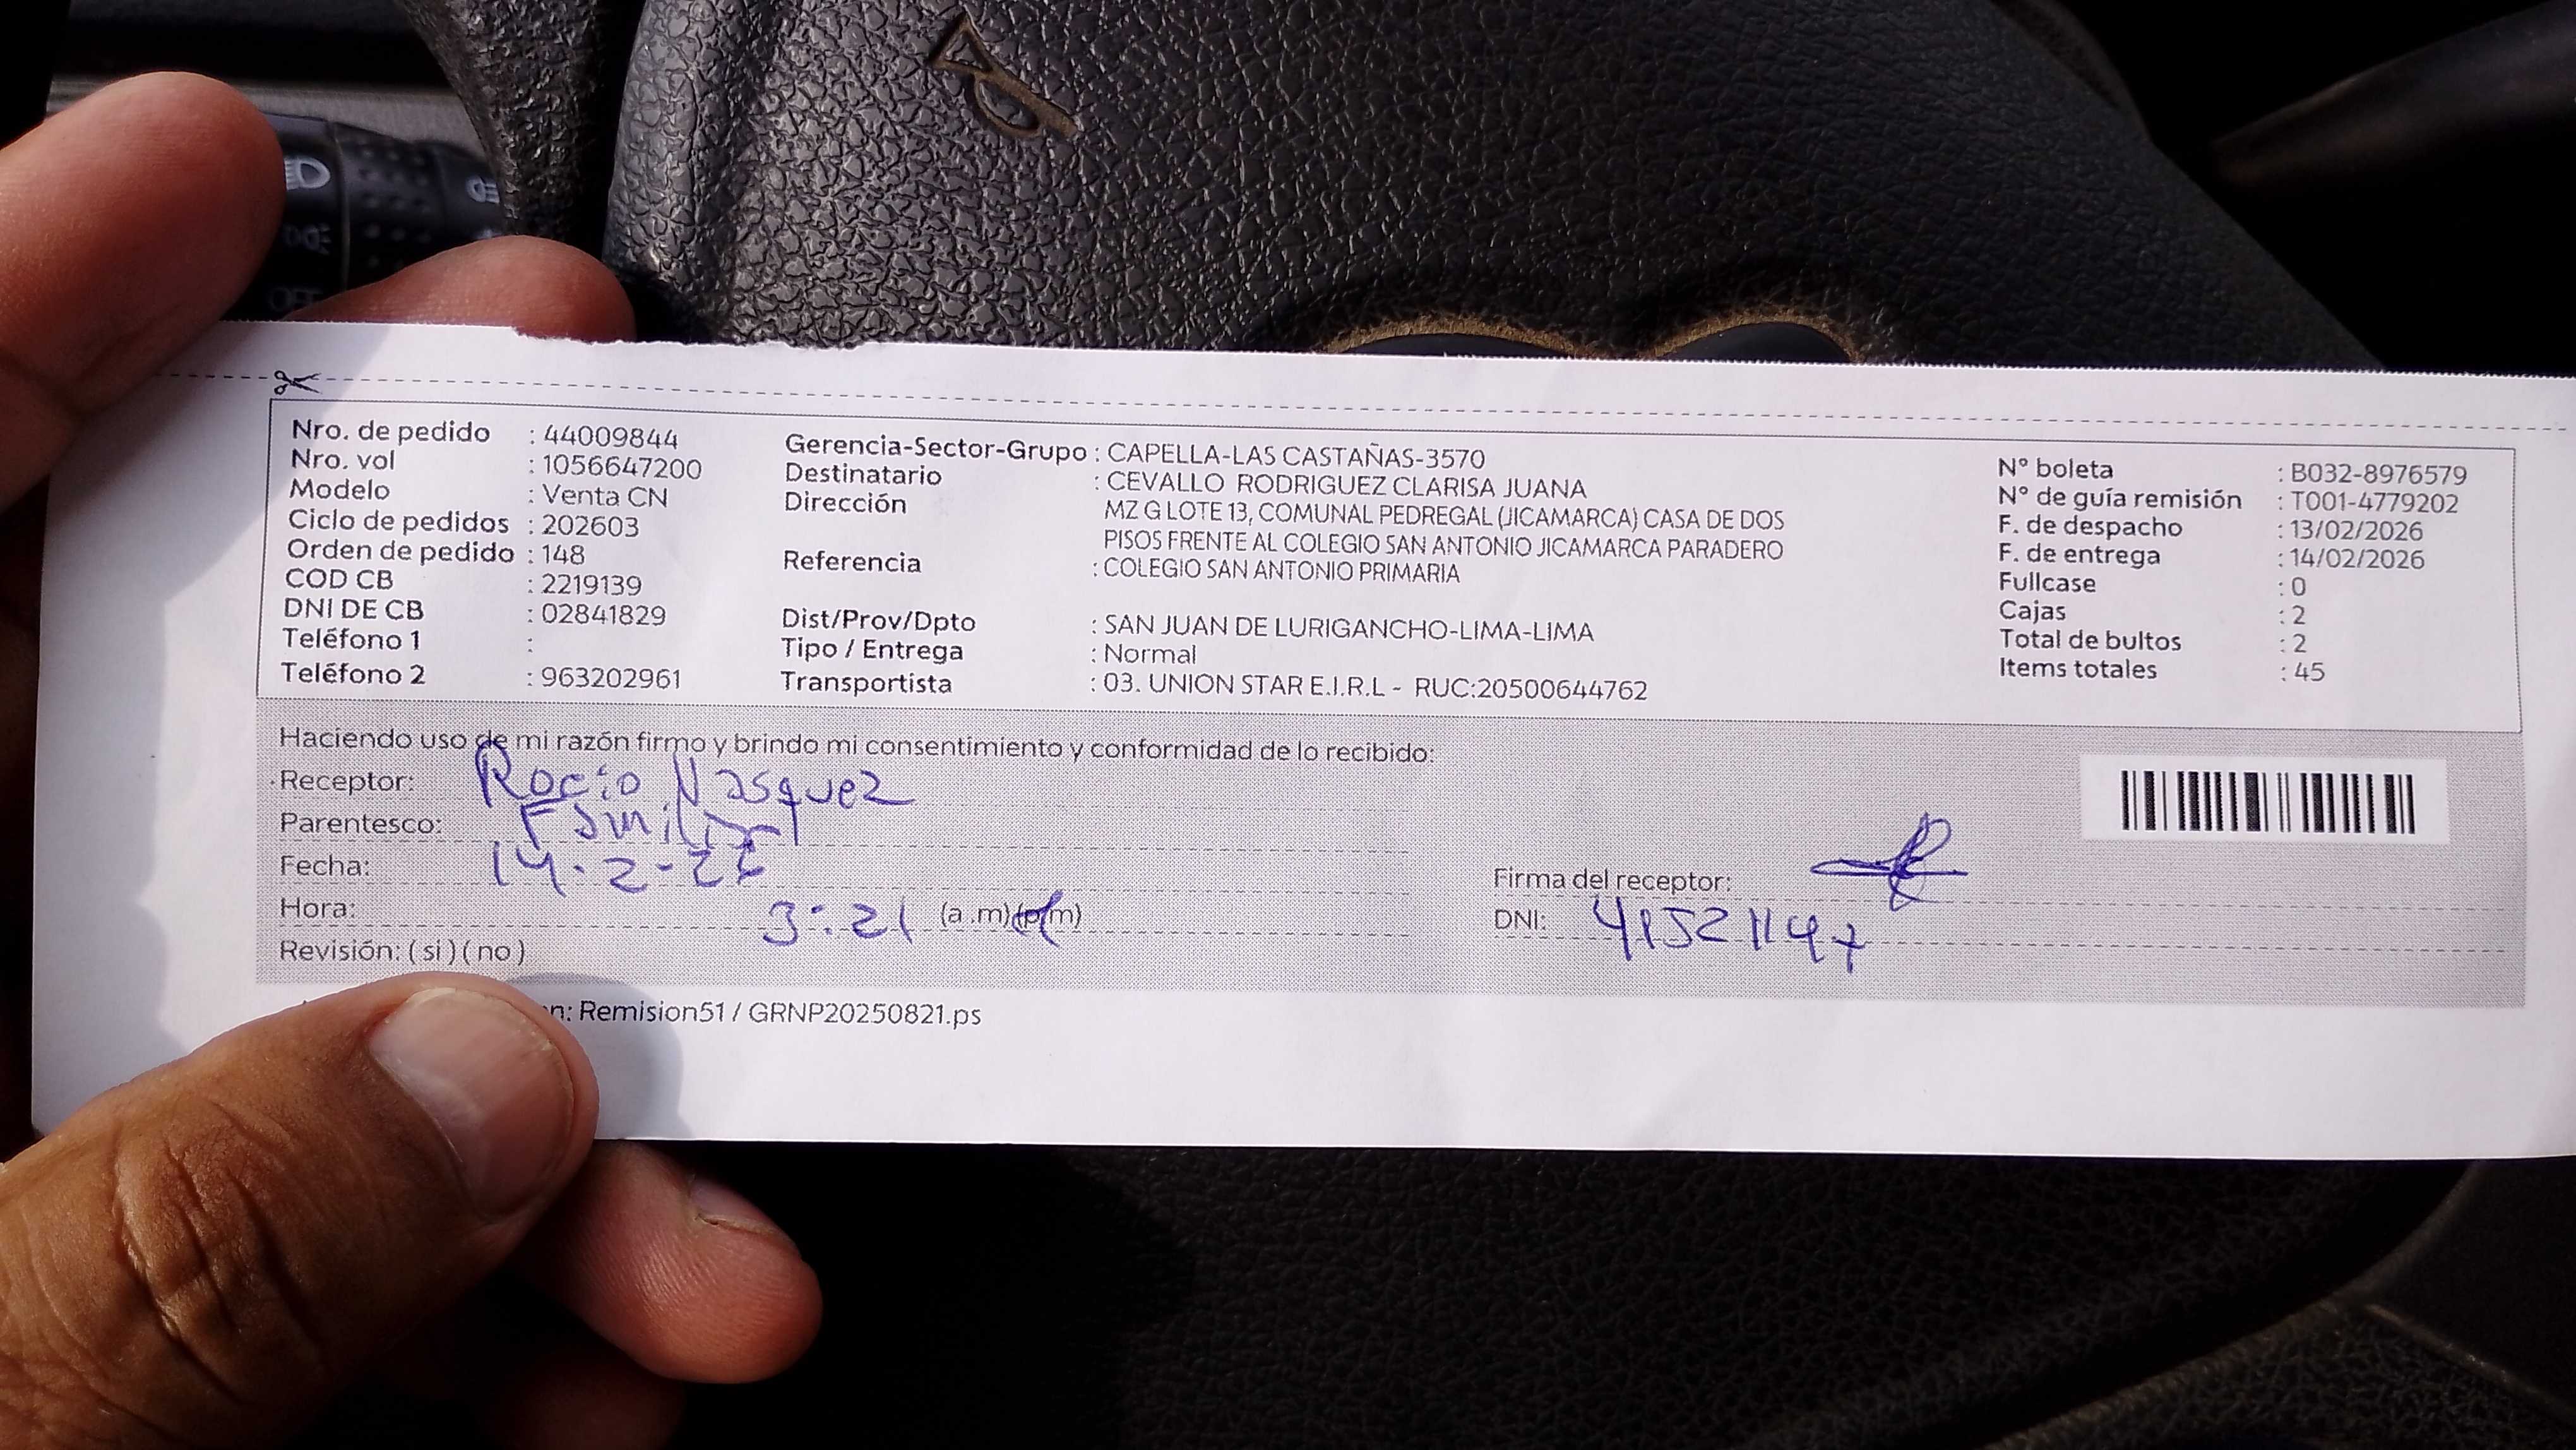 Nro. de pedido : 44009844
Nro. vol : 1056647200
Modelo : Venta CN
Ciclo de pedidos : 202603
Orden de pedido : 148
COD CB : 2219139
DNI DE CB : 02841829
Teléfono 1 :
Teléfono 2 : 963202961
Gerencia-Sector-Grupo : CAPELLA-LAS CASTAÑAS-3570
Destinatario : CEVALLO RODRIGUEZ CLARISA JUANA
Dirección MZ G LOTE 13, COMUNAL PEDREGAL (JICAMARCA) CASA DE DOS
PISOS FRENTE AL COLEGIO SAN ANTONIO JICAMARCA PARADERO
Referencia : COLEGIO SAN ANTONIO PRIMARIA
Dist/Prov/Dpto : SAN JUAN DE LURIGANCHO-LIMA-LIMA
Tipo / Entrega : Normal
Transportista : 03. UNION STAR E.I.R.L - RUC:20500644762
N° boleta : B032-8976579
N° de guía remisión : T001-4779202
F. de despacho : 13/02/2026
F. de entrega : 14/02/2026
Fullcase : 0
Cajas : 2
Total de bultos : 2
Items totales : 45
Haciendo uso de mi razón firmo y brindo mi consentimiento y conformidad de lo recibido:
Receptor: Rocio Vasquez
Parentesco: Familiar
Fecha: 14-2-26
Hora: 3:21 (a .m)(p.m)
Revisión: ( si ) ( no )
Firma del receptor:
DNI: 41521147
n: Remision51 / GRNP20250821.ps